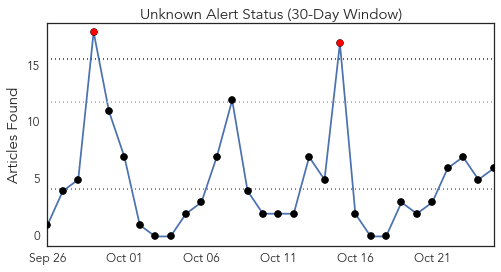 Unknown Alert Status (30-Day Window)
Articles Found
15
10
5
0
Sep 26 Oct 01 Oct 06 Oct 11 Oct 16 Oct 21